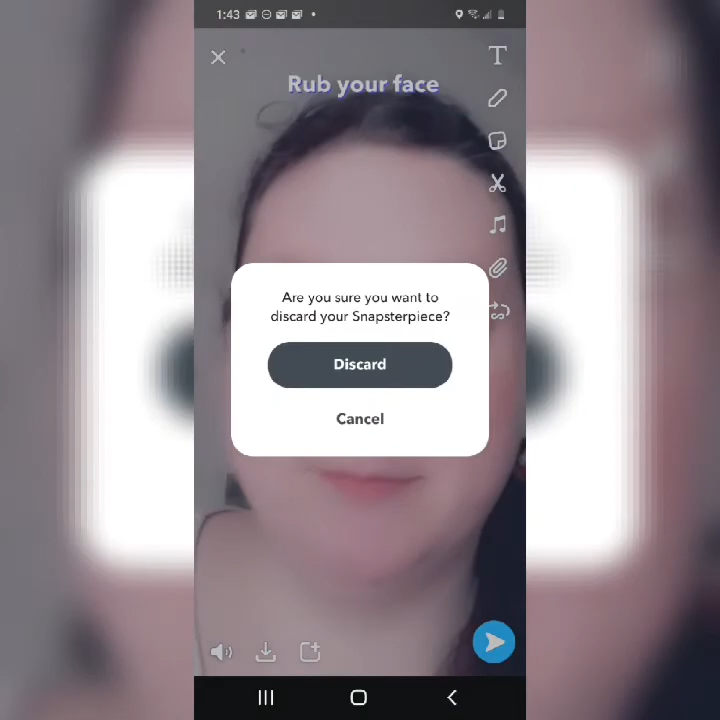 1:43
T
Rub your face
Are you sure you want to
discard your Snapsterpiece?
Discard
Cancel